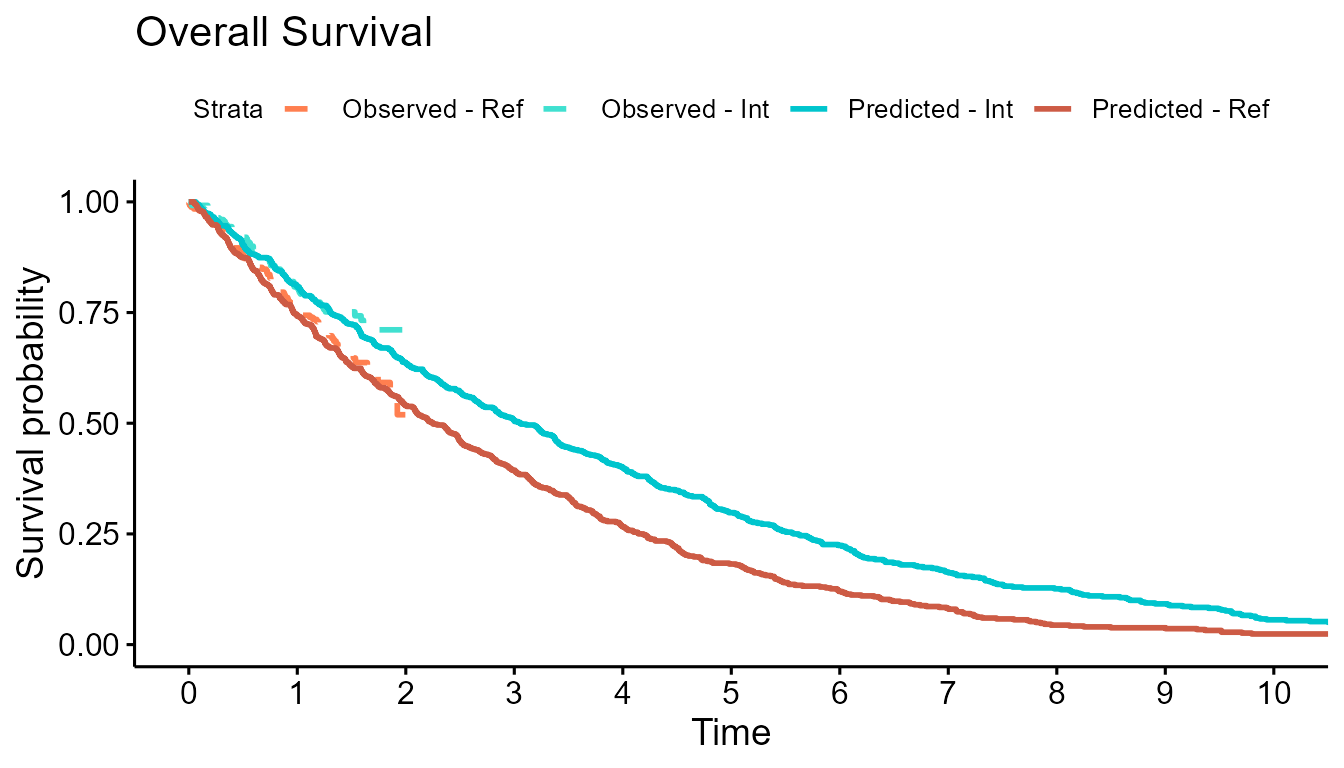 Overall Survival
Strata Observed - Ref Observed - Int Predicted - Int Predicted - Ref
Survival probability
1.00
0.75
0.50
0.25
0.00
0 1 2 3 4 5 6 7 8 9 10
Time